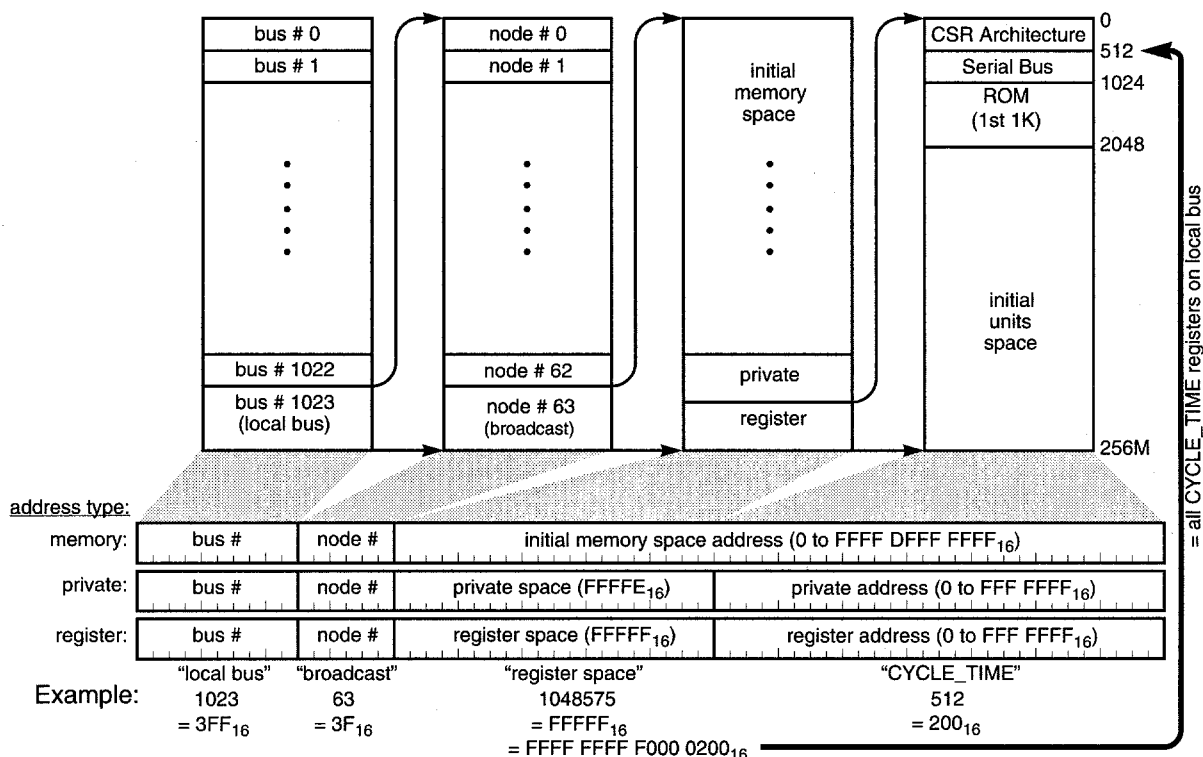 bus # 0
bus # 1
bus # 1022
bus # 1023
(local bus)
node # 0
node # 1
node # 62
node # 63
(broadcast)
initial
memory
space
private
register
CSR Architecture
Serial Bus
ROM
(1st 1K)
initial
units
space
0
512
1024
2048
256M
= all CYCLE_TIME registers on local bus
address type:
memory: bus # node # initial memory space address (0 to FFFF DFFF FFFF₁₆)
private: bus # node # private space (FFFFE₁₆) private address (0 to FFF FFFF₁₆)
register: bus # node # register space (FFFFF₁₆) register address (0 to FFF FFFF₁₆)
"local bus" "broadcast" "register space" "CYCLE_TIME"
Example: 1023 63 1048575 512
= 3FF₁₆ = 3F₁₆ = FFFFF₁₆ = 200₁₆
= FFFF FFFF F000 0200₁₆